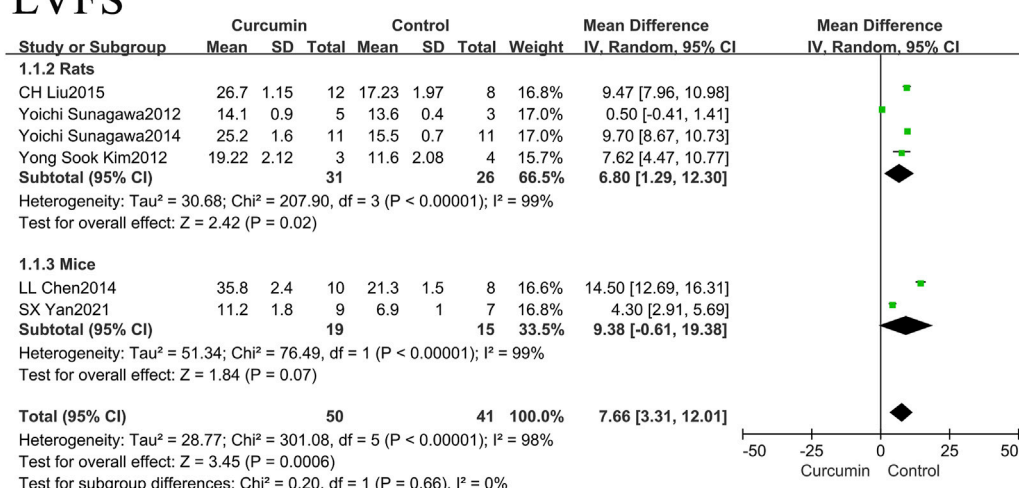 LVFS
Curcumin Control Mean Difference Mean Difference
Study or Subgroup Mean SD Total Mean SD Total Weight IV, Random, 95% CI IV, Random, 95% CI
1.1.2 Rats
CH Liu2015 26.7 1.15 12 17.23 1.97 8 16.8% 9.47 [7.96, 10.98]
Yoichi Sunagawa2012 14.1 0.9 5 13.6 0.4 3 17.0% 0.50 [-0.41, 1.41]
Yoichi Sunagawa2014 25.2 1.6 11 15.5 0.7 11 17.0% 9.70 [8.67, 10.73]
Yong Sook Kim2012 19.22 2.12 3 11.6 2.08 4 15.7% 7.62 [4.47, 10.77]
Subtotal (95% CI) 31 26 66.5% 6.80 [1.29, 12.30]
Heterogeneity: Tau² = 30.68; Chi² = 207.90, df = 3 (P < 0.00001); I² = 99%
Test for overall effect: Z = 2.42 (P = 0.02)
1.1.3 Mice
LL Chen2014 35.8 2.4 10 21.3 1.5 8 16.6% 14.50 [12.69, 16.31]
SX Yan2021 11.2 1.8 9 6.9 1 7 16.8% 4.30 [2.91, 5.69]
Subtotal (95% CI) 19 15 33.5% 9.38 [-0.61, 19.38]
Heterogeneity: Tau² = 51.34; Chi² = 76.49, df = 1 (P < 0.00001); I² = 99%
Test for overall effect: Z = 1.84 (P = 0.07)
Total (95% CI) 50 41 100.0% 7.66 [3.31, 12.01]
Heterogeneity: Tau² = 28.77; Chi² = 301.08, df = 5 (P < 0.00001); I² = 98%
Test for overall effect: Z = 3.45 (P = 0.0006)
Test for subgroup differences: Chi² = 0.20, df = 1 (P = 0.66), I² = 0%
-50 -25 0 25 50
Curcumin Control